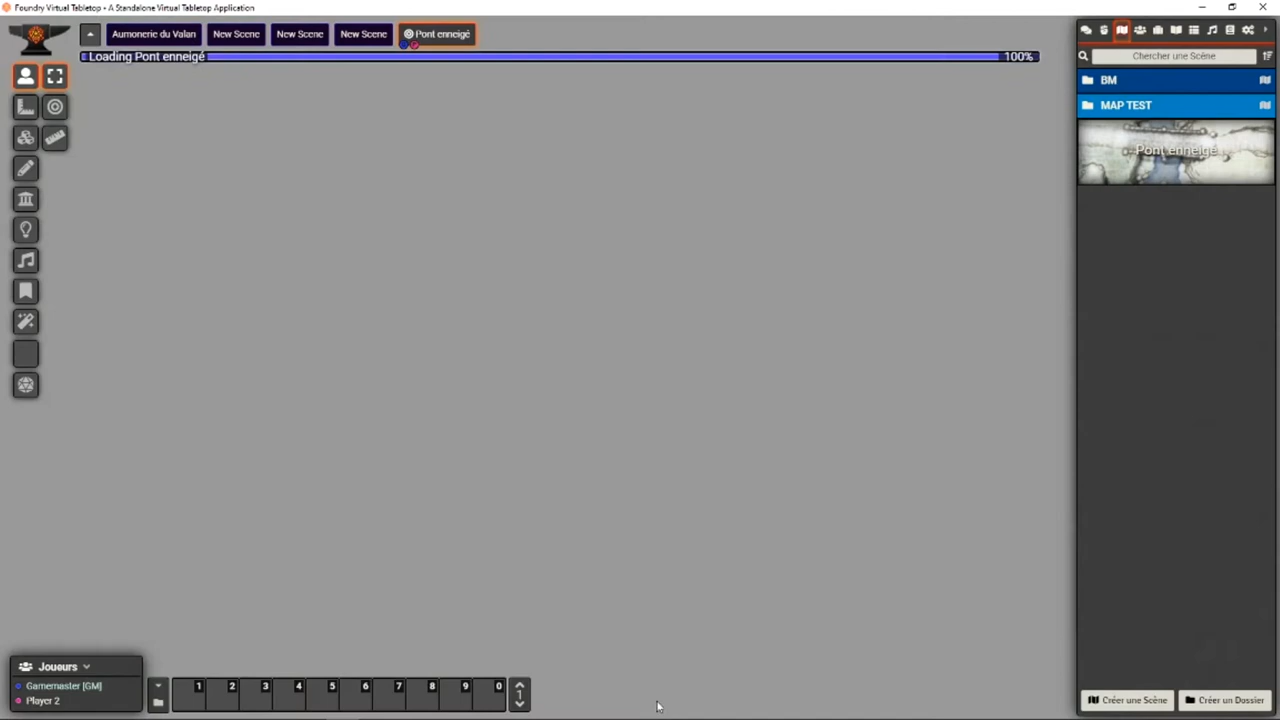 Foundry Virtual Tabletop • A Standalone Virtual Tabletop Application
Aumonerie du Valan
New Scene
New Scene
New Scene
Pont enneigé
Loading Pont enneigé
100%
Chercher une Scène
BM
MAP TEST
Pont enneigé
Joueurs
Gamemaster [GM]
Player 2
1 2 3 4 5 6 7 8 9 0
1
Créer une Scène
Créer un Dossier